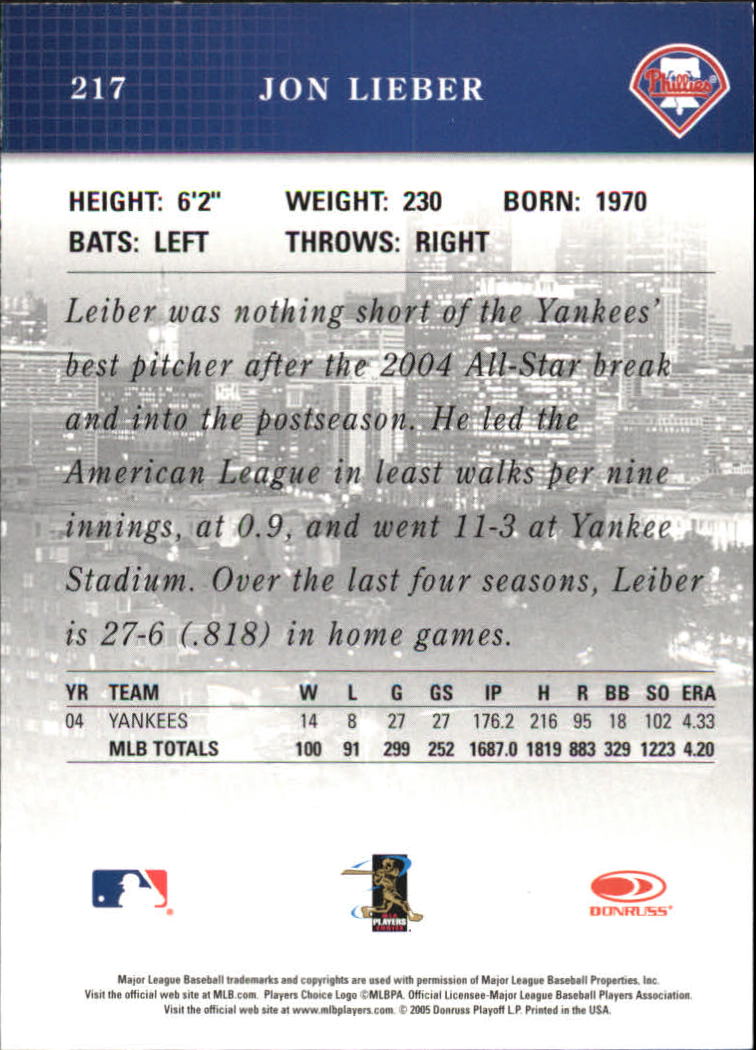 217 JON LIEBER
Phillies
HEIGHT: 6'2" WEIGHT: 230 BORN: 1970
BATS: LEFT THROWS: RIGHT
Leiber was nothing short of the Yankees'
best pitcher after the 2004 All-Star break
and into the postseason. He led the
American League in least walks per nine
innings, at 0.9, and went 11-3 at Yankee
Stadium. Over the last four seasons, Leiber
is 27-6 (.818) in home games.
YR TEAM W L G GS IP H R BB SO ERA
04 YANKEES 14 8 27 27 176.2 216 95 18 102 4.33
MLB TOTALS 100 91 299 252 1687.0 1819 883 329 1223 4.20
PLAYERS
CHOICE
DONRUSS
Major League Baseball trademarks and copyrights are used with permission of Major League Baseball Properties, Inc.
Visit the official web site at MLB.com. Players Choice Logo ©MLBPA. Official Licensee-Major League Baseball Players Association.
Visit the official web site at www.mlbplayers.com. © 2005 Donruss Playoff L.P. Printed in the USA.